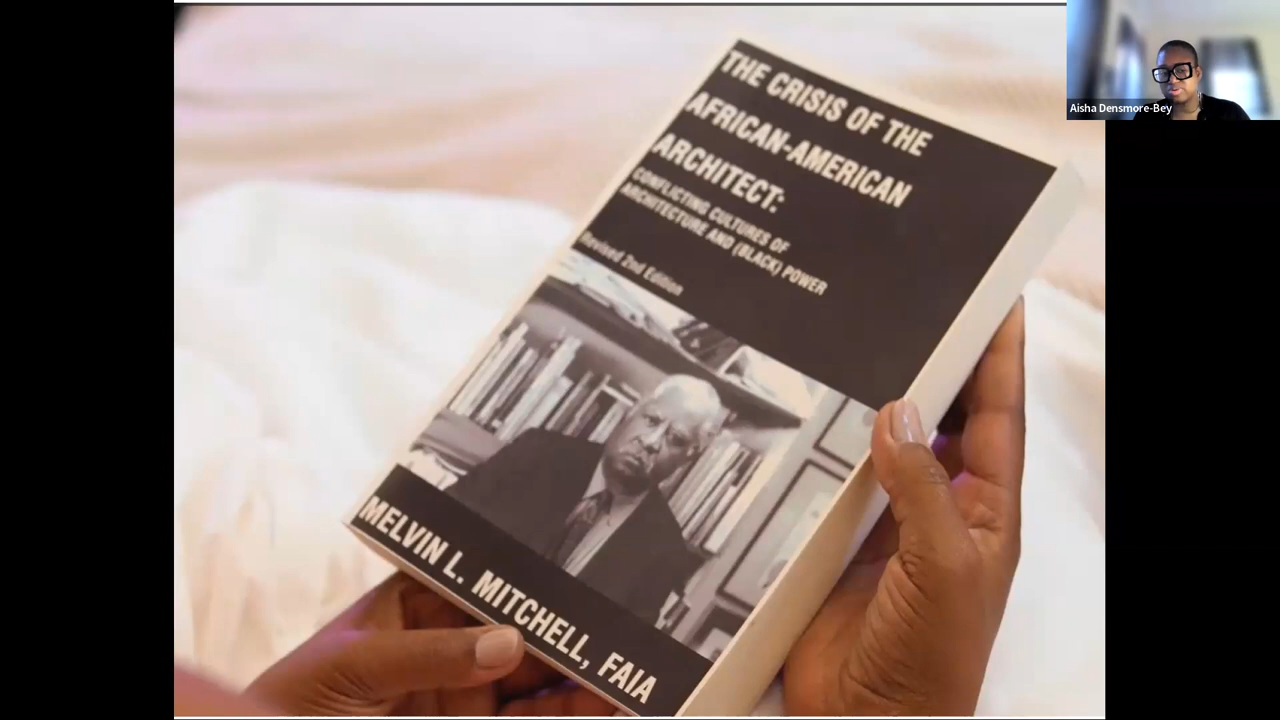 THE CRISIS OF THE
AFRICAN-AMERICAN
ARCHITECT:
CONFLICTING CULTURES OF
ARCHITECTURE AND (BLACK) POWER
Revised 2nd Edition
MELVIN L. MITCHELL, FAIA
Aisha Densmore-Bey